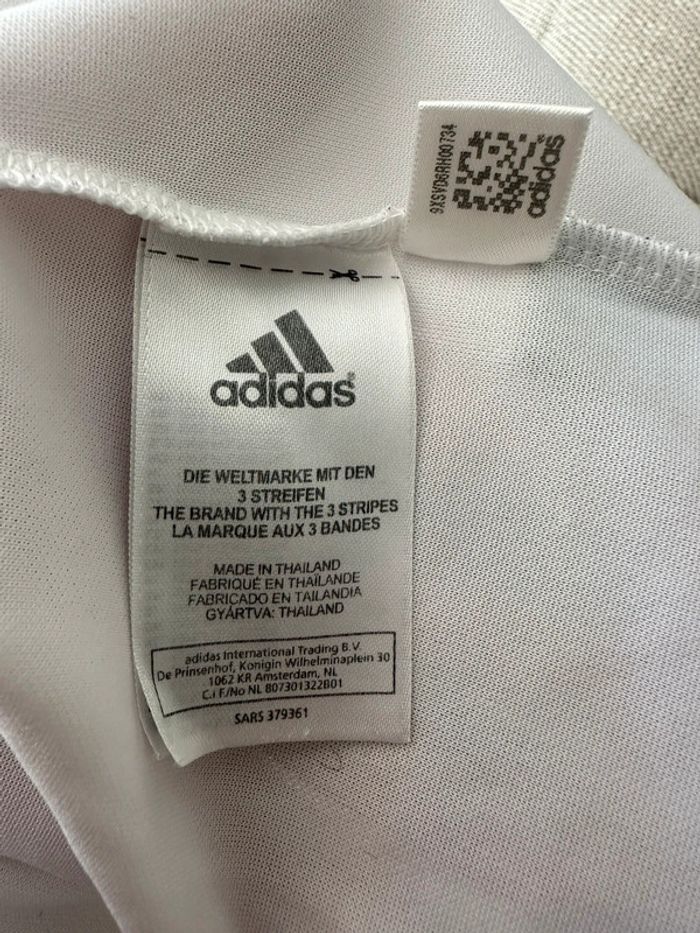 9XSVD6RH00734
adidas
adidas®
DIE WELTMARKE MIT DEN
3 STREIFEN
THE BRAND WITH THE 3 STRIPES
LA MARQUE AUX 3 BANDES
MADE IN THAILAND
FABRIQUÉ EN THAÏLANDE
FABRICADO EN TAILANDIA
GYÁRTVA: THAILAND
adidas International Trading B.V.
De Prinsenhof, Konigin Wilhelminaplein 30
1062 KR Amsterdam, NL
C.i F./No NL 807301322B01
SARS 379361